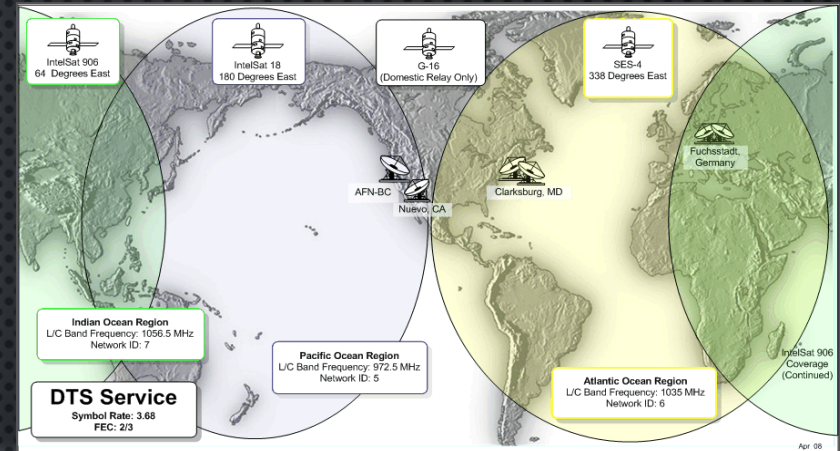 IntelSat 906
64 Degrees East
IntelSat 18
180 Degrees East
G-16
(Domestic Relay Only)
SES-4
338 Degrees East
Fuchsstadt,
Germany
AFN-BC
Nuevo, CA
Clarksburg, MD
Indian Ocean Region
L/C Band Frequency: 1056.5 MHz
Network ID: 7
Pacific Ocean Region
L/C Band Frequency: 972.5 MHz
Network ID: 5
Atlantic Ocean Region
L/C Band Frequency: 1035 MHz
Network ID: 6
IntelSat 906
Coverage
(Continued)
DTS Service
Symbol Rate: 3.68
FEC: 2/3
Apr 08